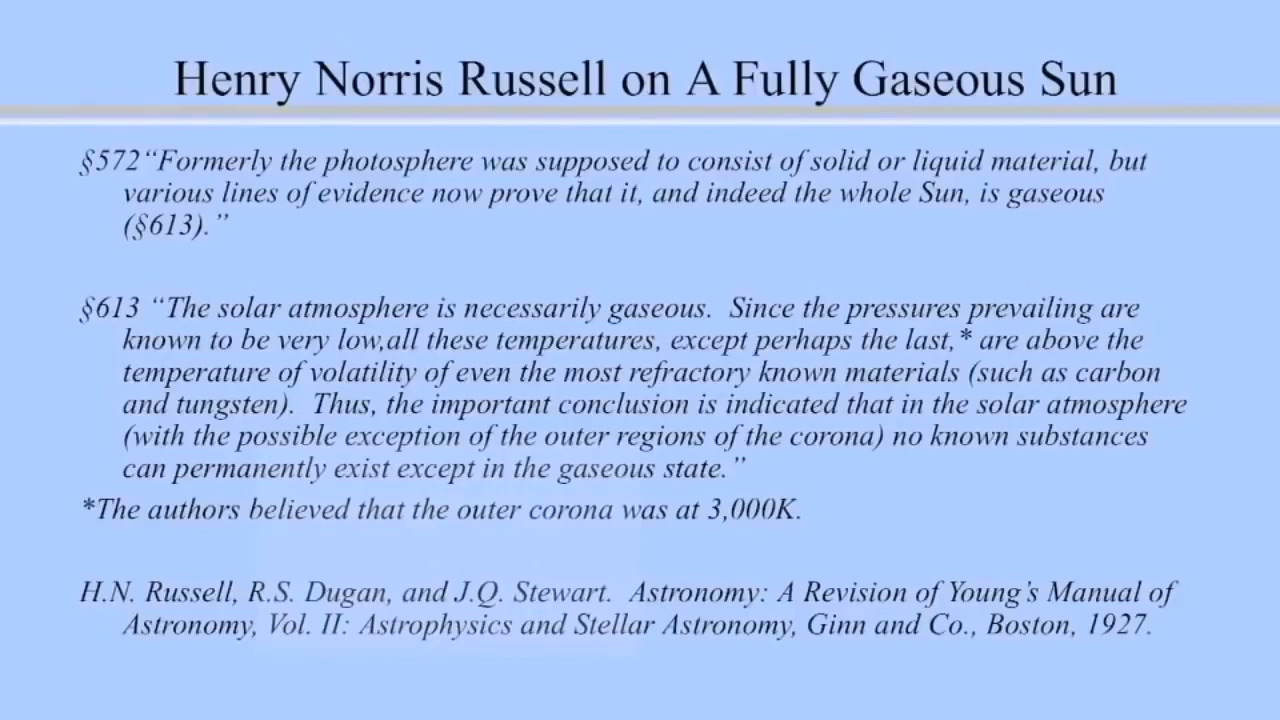 Henry Norris Russell on A Fully Gaseous Sun
§572“Formerly the photosphere was supposed to consist of solid or liquid material, but
various lines of evidence now prove that it, and indeed the whole Sun, is gaseous
(§613).”
§613 “The solar atmosphere is necessarily gaseous. Since the pressures prevailing are
known to be very low,all these temperatures, except perhaps the last,* are above the
temperature of volatility of even the most refractory known materials (such as carbon
and tungsten). Thus, the important conclusion is indicated that in the solar atmosphere
(with the possible exception of the outer regions of the corona) no known substances
can permanently exist except in the gaseous state.”
*The authors believed that the outer corona was at 3,000K.
H.N. Russell, R.S. Dugan, and J.Q. Stewart. Astronomy: A Revision of Young’s Manual of
Astronomy, Vol. II: Astrophysics and Stellar Astronomy, Ginn and Co., Boston, 1927.